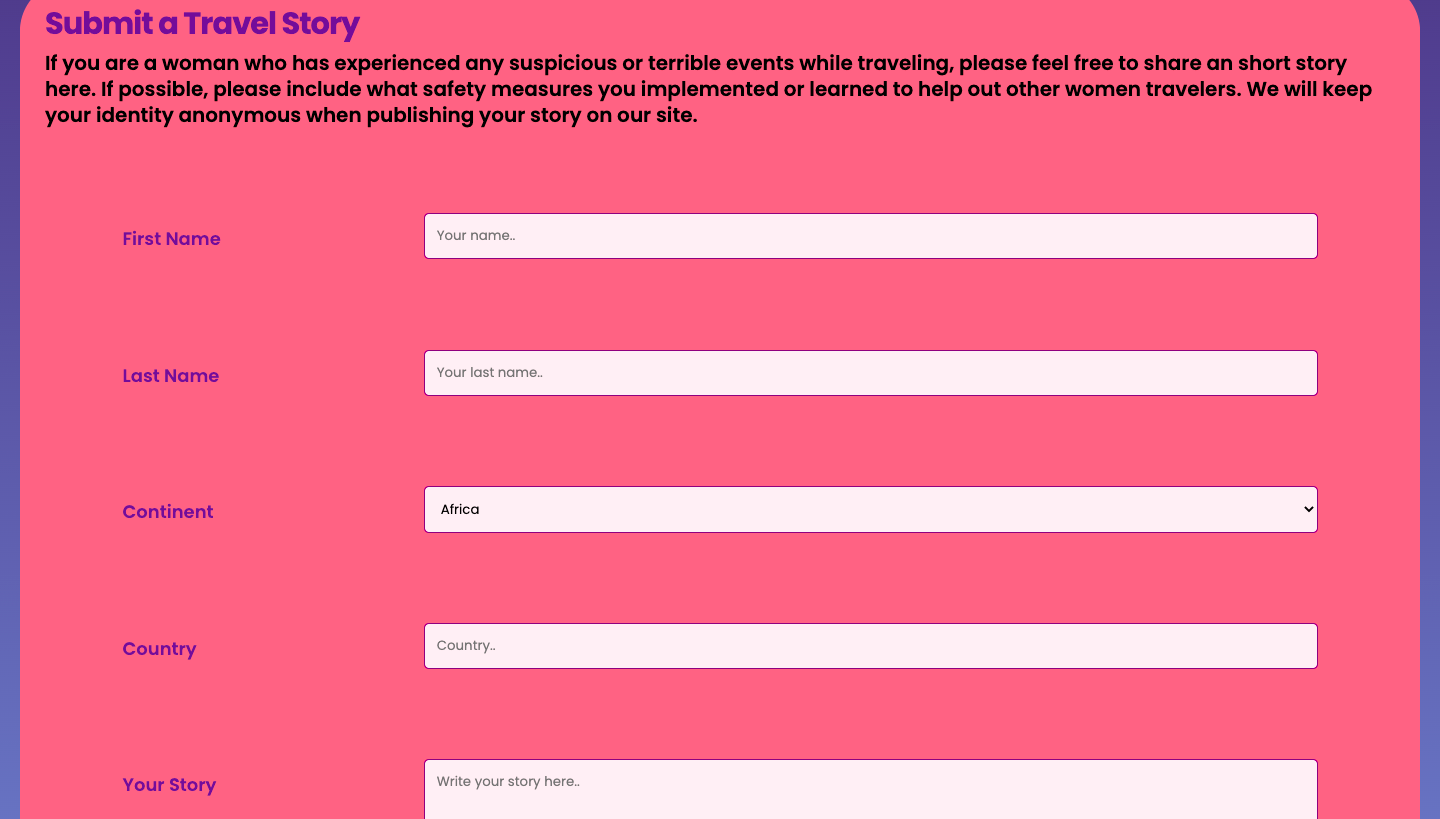 Submit a Travel Story
If you are a woman who has experienced any suspicious or terrible events while traveling, please feel free to share an short story
here. If possible, please include what safety measures you implemented or learned to help out other women travelers. We will keep
your identity anonymous when publishing your story on our site.
First Name
Your name..
Last Name
Your last name..
Continent
Africa
Country
Country..
Your Story
Write your story here..